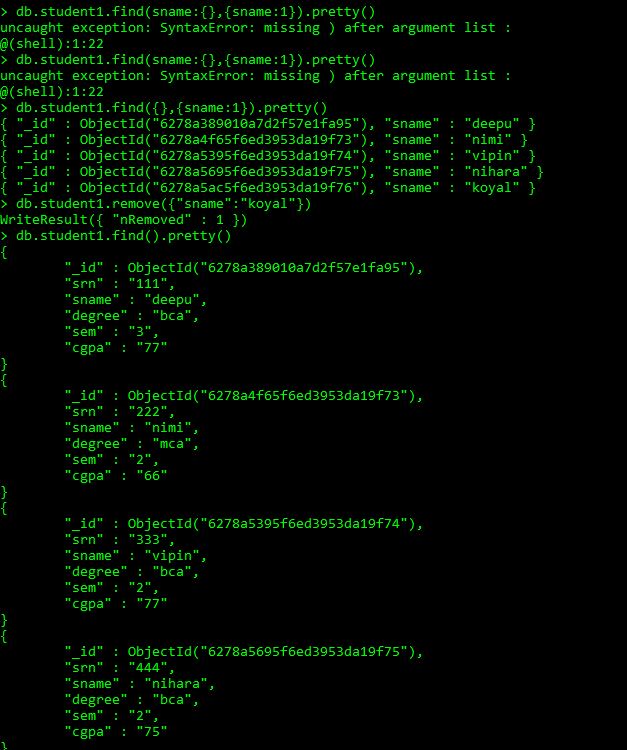 > db.student1.find(sname:{},{sname:1}).pretty()
uncaught exception: SyntaxError: missing ) after argument list :
@(shell):1:22
> db.student1.find(sname:{},{sname:1}).pretty()
uncaught exception: SyntaxError: missing ) after argument list :
@(shell):1:22
> db.student1.find({},{sname:1}).pretty()
{ "_id" : ObjectId("6278a389010a7d2f57e1fa95"), "sname" : "deepu" }
{ "_id" : ObjectId("6278a4f65f6ed3953da19f73"), "sname" : "nimi" }
{ "_id" : ObjectId("6278a5395f6ed3953da19f74"), "sname" : "vipin" }
{ "_id" : ObjectId("6278a5695f6ed3953da19f75"), "sname" : "nihara" }
{ "_id" : ObjectId("6278a5ac5f6ed3953da19f76"), "sname" : "koyal" }
> db.student1.remove({"sname":"koyal"})
WriteResult({ "nRemoved" : 1 })
> db.student1.find().pretty()
{
        "_id" : ObjectId("6278a389010a7d2f57e1fa95"),
        "srn" : "111",
        "sname" : "deepu",
        "degree" : "bca",
        "sem" : "3",
        "cgpa" : "77"
}
{
        "_id" : ObjectId("6278a4f65f6ed3953da19f73"),
        "srn" : "222",
        "sname" : "nimi",
        "degree" : "mca",
        "sem" : "2",
        "cgpa" : "66"
}
{
        "_id" : ObjectId("6278a5395f6ed3953da19f74"),
        "srn" : "333",
        "sname" : "vipin",
        "degree" : "bca",
        "sem" : "2",
        "cgpa" : "77"
}
{
        "_id" : ObjectId("6278a5695f6ed3953da19f75"),
        "srn" : "444",
        "sname" : "nihara",
        "degree" : "bca",
        "sem" : "2",
        "cgpa" : "75"
}